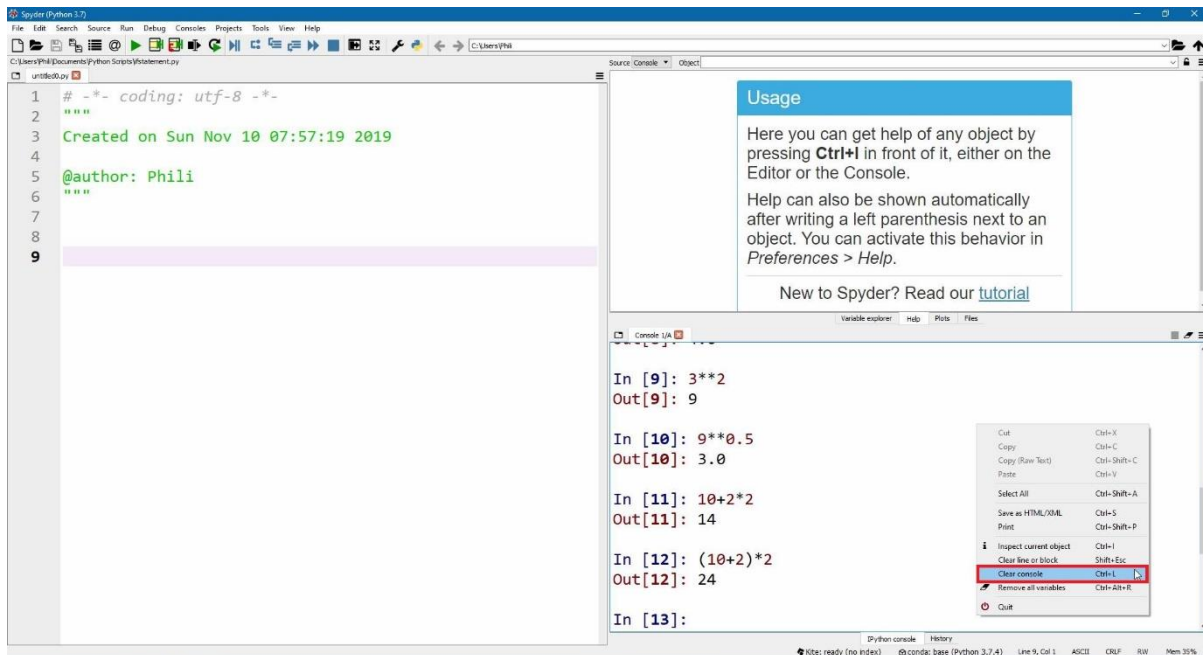 Spyder (Python 3.7)
File Edit Search Source Run Debug Consoles Projects Tools View Help
C:\Users\Phili
C:\Users\Phili\Documents\Python Scripts\ifstatement.py
Source Console Object
untitled0.py
1 # -*- coding: utf-8 -*-
2 """
3 Created on Sun Nov 10 07:57:19 2019
4
5 @author: Phili
6 """
7
8
9
Usage
Here you can get help of any object by
pressing Ctrl+I in front of it, either on the
Editor or the Console.
Help can also be shown automatically
after writing a left parenthesis next to an
object. You can activate this behavior in
Preferences > Help.
New to Spyder? Read our tutorial
Variable explorer Help Plots Files
Console 1/A
In [9]: 3**2
Out[9]: 9
In [10]: 9**0.5
Out[10]: 3.0
In [11]: 10+2*2
Out[11]: 14
In [12]: (10+2)*2
Out[12]: 24
In [13]:
Cut Ctrl+X
Copy Ctrl+C
Copy (Raw Text) Ctrl+Shift+C
Paste Ctrl+V
Select All Ctrl+Shift+A
Save as HTML/XML Ctrl+S
Print Ctrl+Shift+P
Inspect current object Ctrl+I
Clear line or block Shift+Esc
Clear console Ctrl+L
Remove all variables Ctrl+Alt+R
Quit
IPython console History
Kite: ready (no index) conda: base (Python 3.7.4) Line 9, Col 1 ASCII CRLF RW Mem 35%